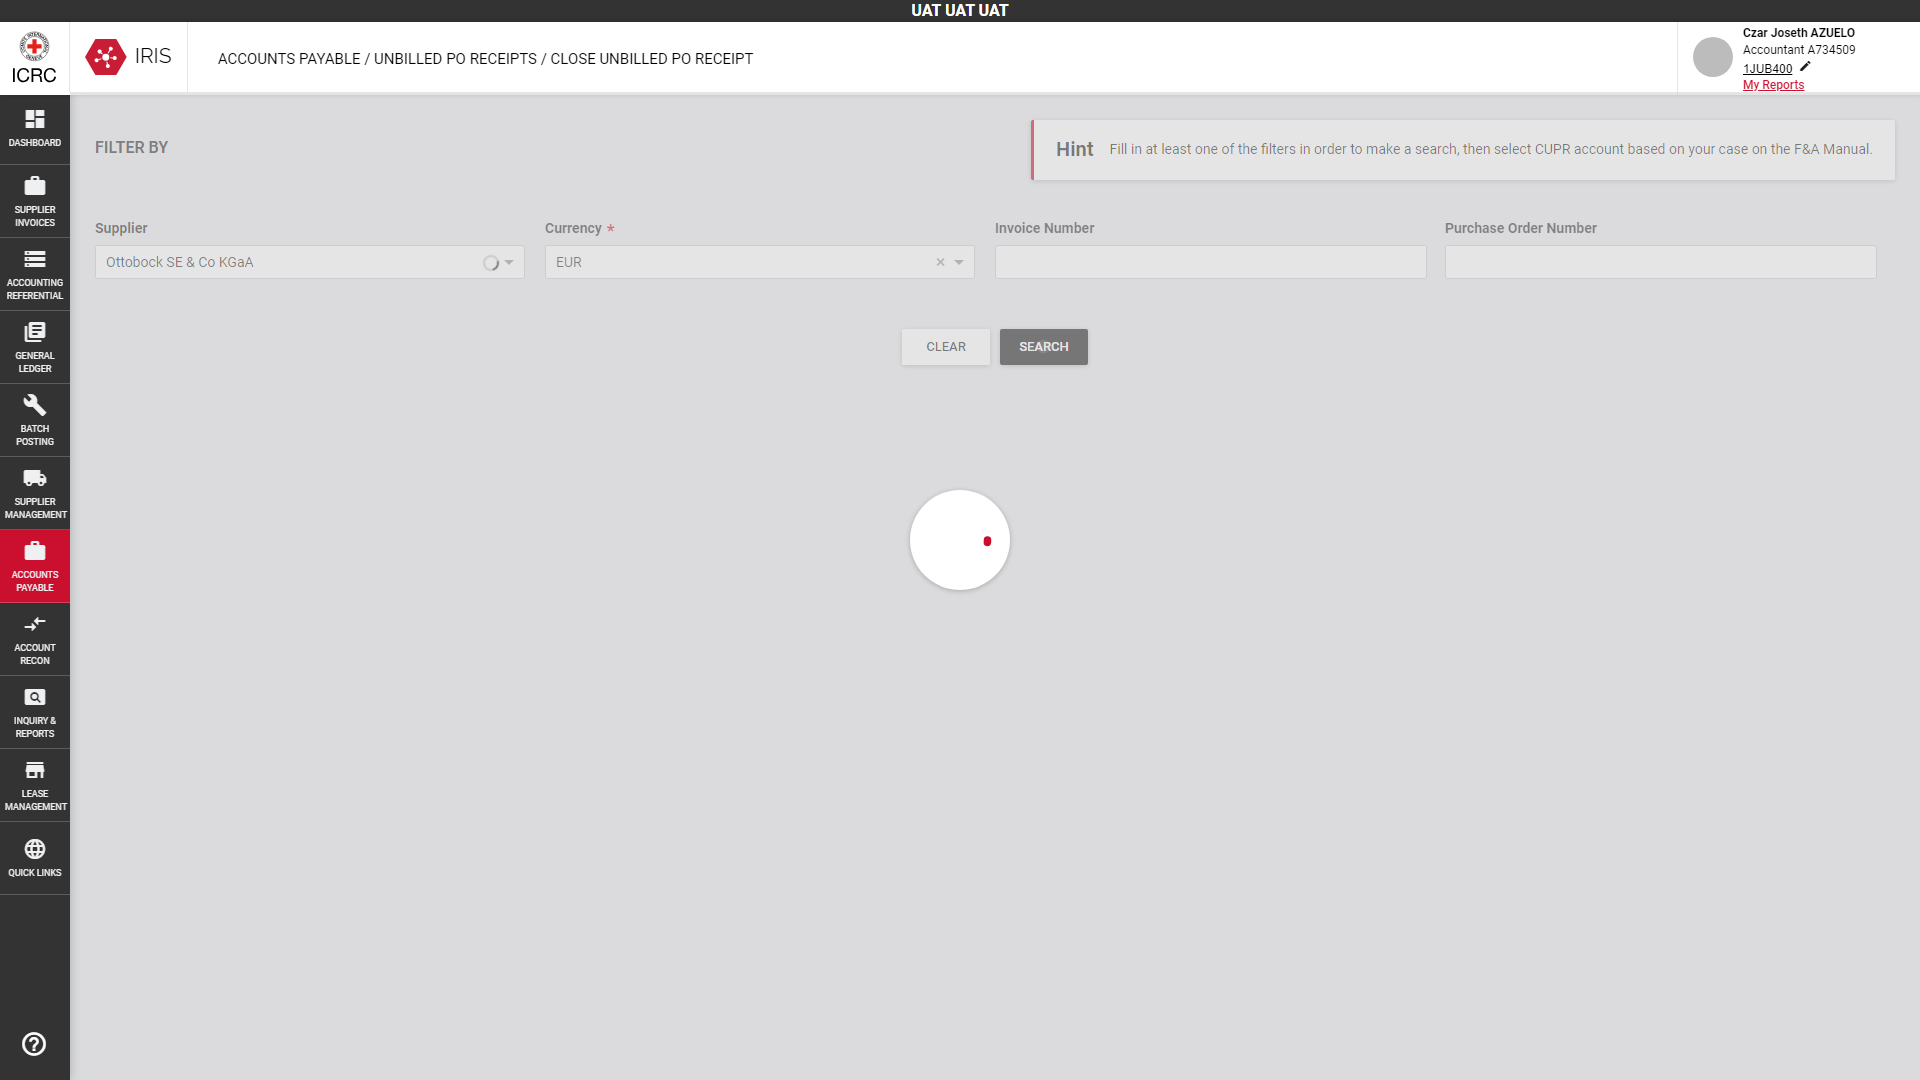 UAT UAT UAT
ICRC
IRIS
ACCOUNTS PAYABLE / UNBILLED PO RECEIPTS / CLOSE UNBILLED PO RECEIPT
Czar Joseth AZUELO
Accountant A734509
1JUB400
My Reports
DASHBOARD
SUPPLIER
INVOICES
ACCOUNTING
REFERENTIAL
GENERAL
LEDGER
BATCH
POSTING
SUPPLIER
MANAGEMENT
ACCOUNTS
PAYABLE
ACCOUNT
RECON
INQUIRY &
REPORTS
LEASE
MANAGEMENT
QUICK LINKS
FILTER BY
Hint Fill in at least one of the filters in order to make a search, then select CUPR account based on your case on the F&A Manual.
Supplier
Ottobock SE & Co KGaA
Currency *
EUR
Invoice Number
Purchase Order Number
CLEAR
SEARCH